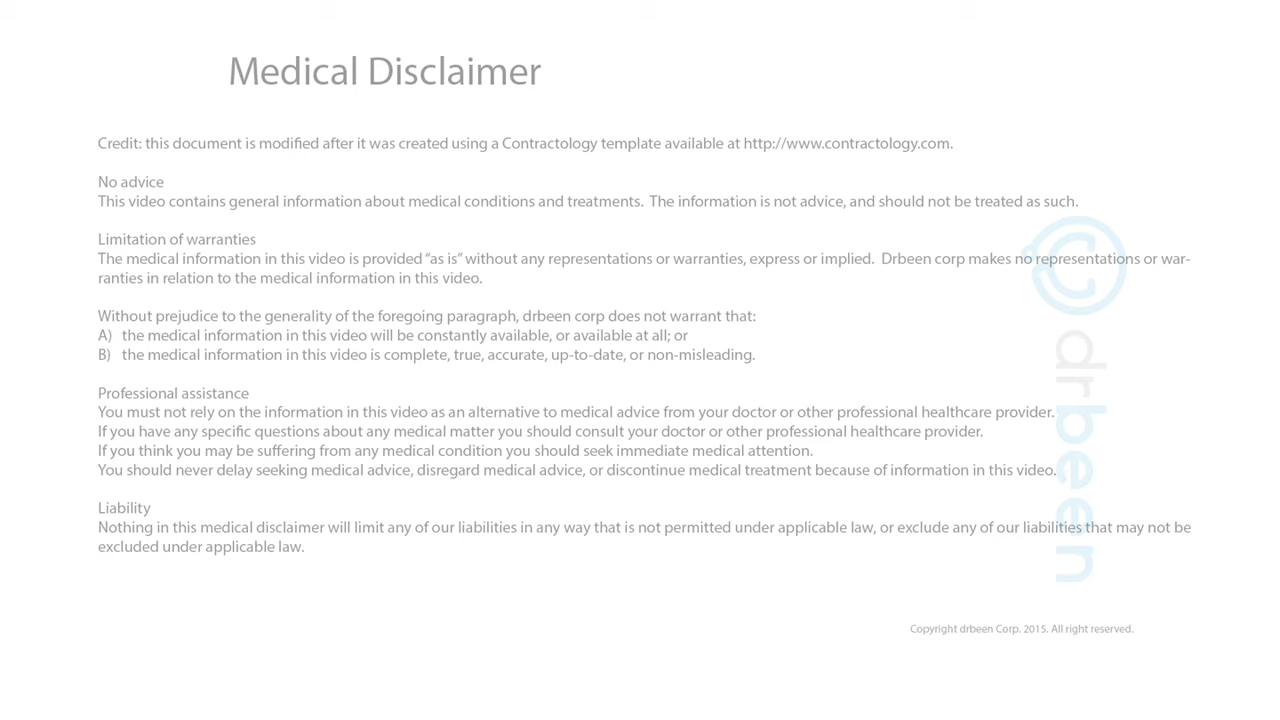 Medical Disclaimer
Credit: this document is modified after it was created using a Contractology template available at http://www.contractology.com.
No advice
This video contains general information about medical conditions and treatments.  The information is not advice, and should not be treated as such.
Limitation of warranties
The medical information in this video is provided “as is“ without any representations or warranties, express or implied.  Drbeen corp makes no representations or war-
ranties in relation to the medical information in this video.
Without prejudice to the generality of the foregoing paragraph, drbeen corp does not warrant that:
A)  the medical information in this video will be constantly available, or available at all; or
B)  the medical information in this video is complete, true, accurate, up-to-date, or non-misleading.
Professional assistance
You must not rely on the information in this video as an alternative to medical advice from your doctor or other professional healthcare provider.
If you have any specific questions about any medical matter you should consult your doctor or other professional healthcare provider.
If you think you may be suffering from any medical condition you should seek immediate medical attention.
You should never delay seeking medical advice, disregard medical advice, or discontinue medical treatment because of information in this video.
Liability
Nothing in this medical disclaimer will limit any of our liabilities in any way that is not permitted under applicable law, or exclude any of our liabilities that may not be
excluded under applicable law.
drbeen
Copyright drbeen Corp. 2015. All right reserved.